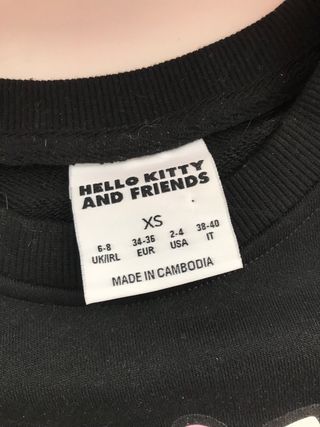 HELLO KITTY
AND FRIENDS
XS
6-8 34-36 2-4 38-40
UK/IRL EUR USA IT
MADE IN CAMBODIA